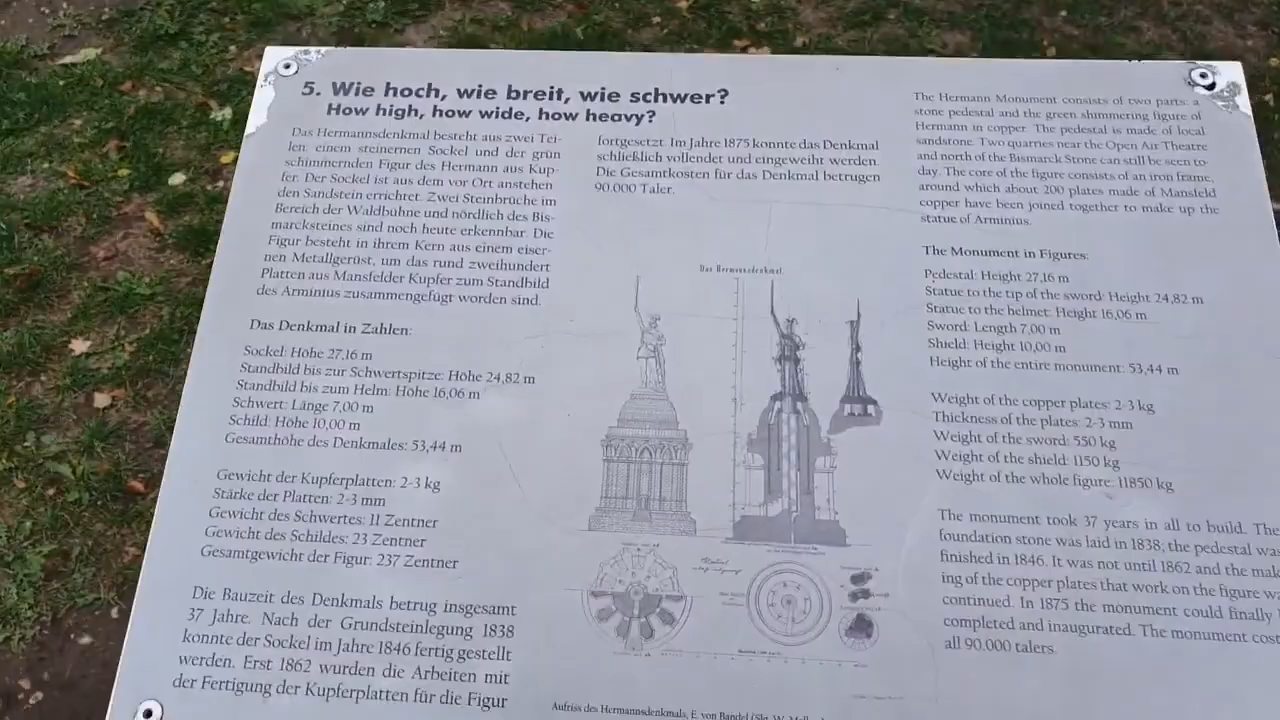 5. Wie hoch, wie breit, wie schwer?
How high, how wide, how heavy?
Das Hermannsdenkmal besteht aus zwei Tei-
len: einem steinernen Sockel und der grün
schimmernden Figur des Hermann aus Kup-
fer. Der Sockel ist aus dem vor Ort anstehen
den Sandstein errichtet. Zwei Steinbrüche im
Bereich der Waldbühne und nördlich des Bis-
marcksteines sind noch heute erkennbar. Die
Figur besteht in ihrem Kern aus einem eiser-
nen Metallgerüst, um das rund zweihundert
Platten aus Mansfelder Kupfer zum Standbild
des Arminius zusammengefügt worden sind.
Das Denkmal in Zahlen:
Sockel: Höhe 27,16 m
Standbild bis zur Schwertspitze: Höhe 24,82 m
Standbild bis zum Helm: Höhe 16,06 m
Schwert: Länge 7,00 m
Schild: Höhe 10,00 m
Gesamthöhe des Denkmales: 53,44 m
Gewicht der Kupferplatten: 2-3 kg
Stärke der Platten: 2-3 mm
Gewicht des Schwertes: 11 Zentner
Gewicht des Schildes: 23 Zentner
Gesamtgewicht der Figur: 237 Zentner
Die Bauzeit des Denkmals betrug insgesamt
37 Jahre. Nach der Grundsteinlegung 1838
konnte der Sockel im Jahre 1846 fertig gestellt
werden. Erst 1862 wurden die Arbeiten mit
der Fertigung der Kupferplatten für die Figur
fortgesetzt. Im Jahre 1875 konnte das Denkmal
schließlich vollendet und eingeweiht werden.
Die Gesamtkosten für das Denkmal betrugen
90.000 Taler.
Das Hermannsdenkmal.
Aufriss des Hermannsdenkmals, E. von Bandel (Slg. W.
The Hermann Monument consists of two parts: a
stone pedestal and the green shimmering figure of
Hermann in copper. The pedestal is made of local
sandstone. Two quarries near the Open Air Theatre
and north of the Bismarck Stone can still be seen to-
day. The core of the figure consists of an iron frame,
around which about 200 plates made of Mansfeld
copper have been joined together to make up the
statue of Arminius.
The Monument in Figures:
Pedestal: Height 27,16 m
Statue to the tip of the sword: Height 24,82 m
Statue to the helmet: Height 16,06 m
Sword: Length 7,00 m
Shield: Height 10,00 m
Height of the entire monument: 53,44 m
Weight of the copper plates: 2-3 kg
Thickness of the plates: 2-3 mm
Weight of the sword: 550 kg
Weight of the shield: 1150 kg
Weight of the whole figure: 11850 kg
The monument took 37 years in all to build. The
foundation stone was laid in 1838; the pedestal was
finished in 1846. It was not until 1862 and the mak
ing of the copper plates that work on the figure w
continued. In 1875 the monument could finally
completed and inaugurated. The monument cost
all 90.000 talers.